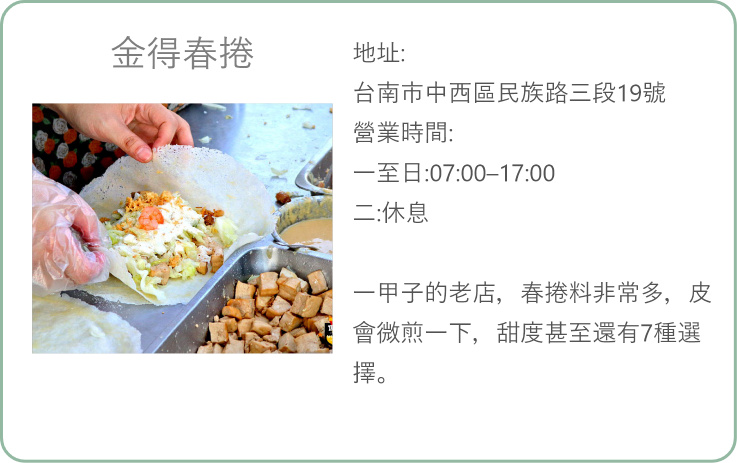 金得春捲
地址:
台南市中西區民族路三段19號
營業時間:
一至日:07:00–17:00
二:休息
一甲子的老店，春捲料非常多，皮
會微煎一下，甜度甚至還有7種選
擇。